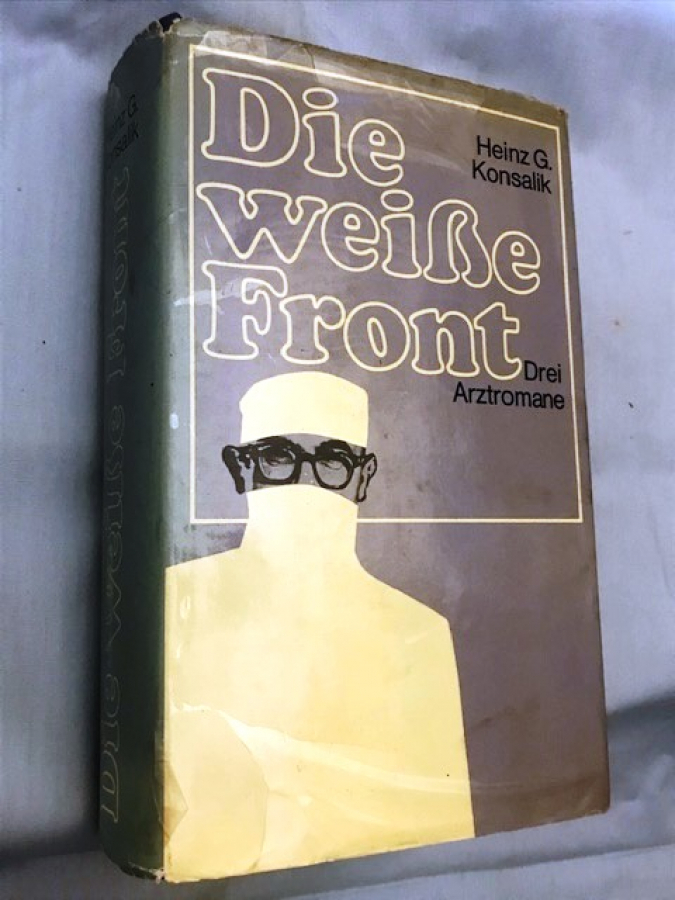 Die
weiße
Front
Heinz G.
Konsalik
Drei
Arztromane
Heinz G.
Konsalik
Die weiße Front